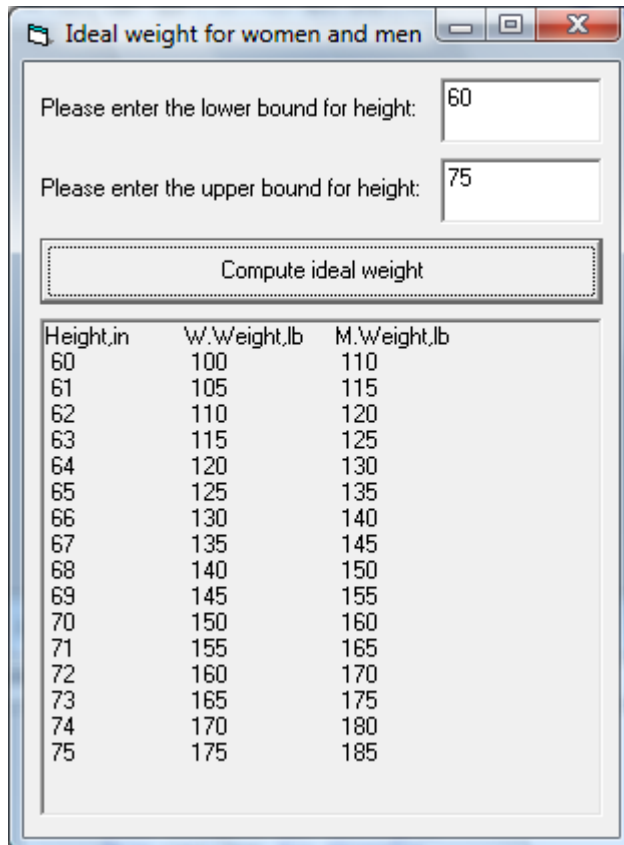 Ideal weight for women and men
Please enter the lower bound for height: 60
Please enter the upper bound for height: 75
Compute ideal weight
Height,in W.Weight,lb M.Weight,lb
60 100 110
61 105 115
62 110 120
63 115 125
64 120 130
65 125 135
66 130 140
67 135 145
68 140 150
69 145 155
70 150 160
71 155 165
72 160 170
73 165 175
74 170 180
75 175 185